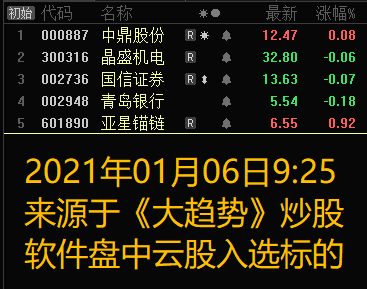 初始 代码 名称 最新 涨幅%
1 000887 中鼎股份 R 12.47 0.08
2 300316 晶盛机电 R 32.80 -0.06
3 002736 国信证券 R 13.63 -0.07
4 002948 青岛银行 5.54 -0.18
5 601890 亚星锚链 R 6.55 0.92
2021年01月06日9:25
来源于《大趋势》炒股
软件盘中云股入选标的